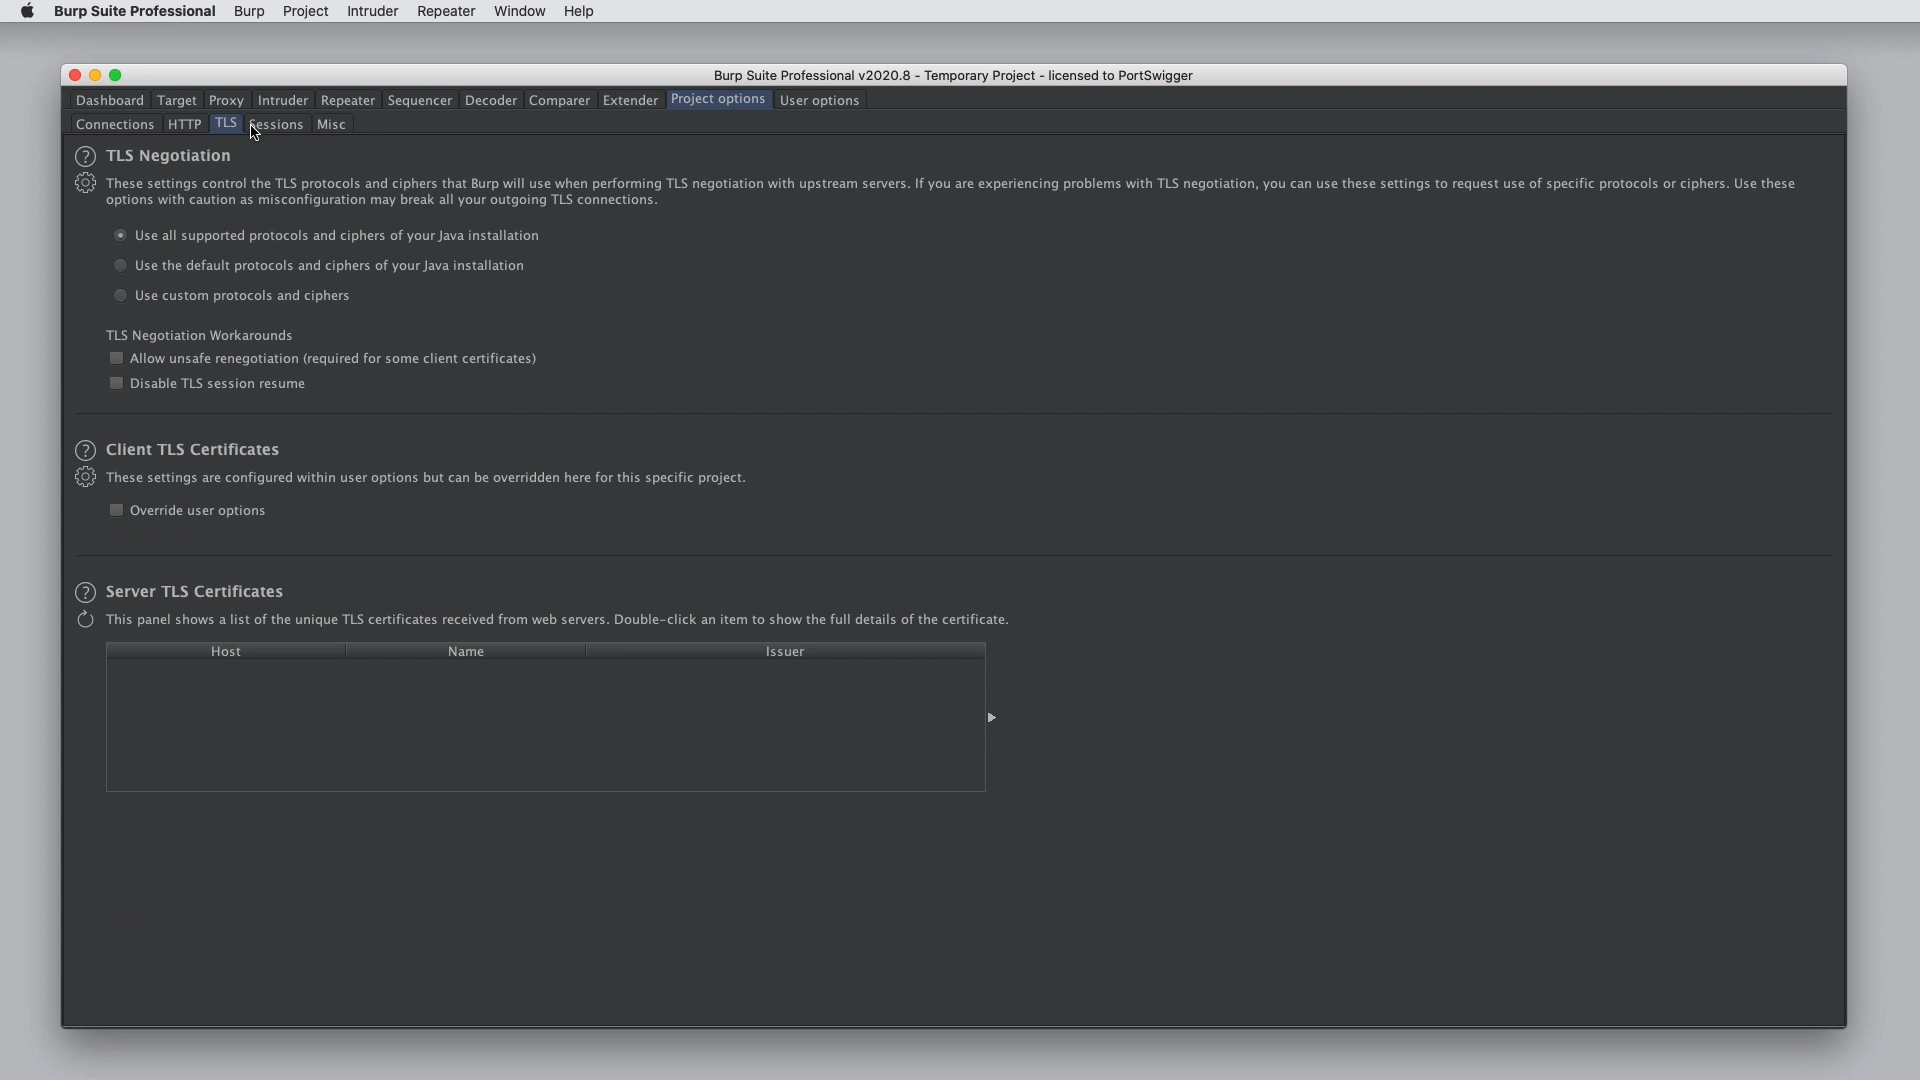 Burp Suite Professional Burp Project Intruder Repeater Window Help
Burp Suite Professional v2020.8 - Temporary Project - licensed to PortSwigger
Dashboard Target Proxy Intruder Repeater Sequencer Decoder Comparer Extender Project options User options
Connections HTTP TLS Sessions Misc
? TLS Negotiation
These settings control the TLS protocols and ciphers that Burp will use when performing TLS negotiation with upstream servers. If you are experiencing problems with TLS negotiation, you can use these settings to request use of specific protocols or ciphers. Use these
options with caution as misconfiguration may break all your outgoing TLS connections.
Use all supported protocols and ciphers of your Java installation
Use the default protocols and ciphers of your Java installation
Use custom protocols and ciphers
TLS Negotiation Workarounds
Allow unsafe renegotiation (required for some client certificates)
Disable TLS session resume
? Client TLS Certificates
These settings are configured within user options but can be overridden here for this specific project.
Override user options
? Server TLS Certificates
This panel shows a list of the unique TLS certificates received from web servers. Double-click an item to show the full details of the certificate.
Host Name Issuer